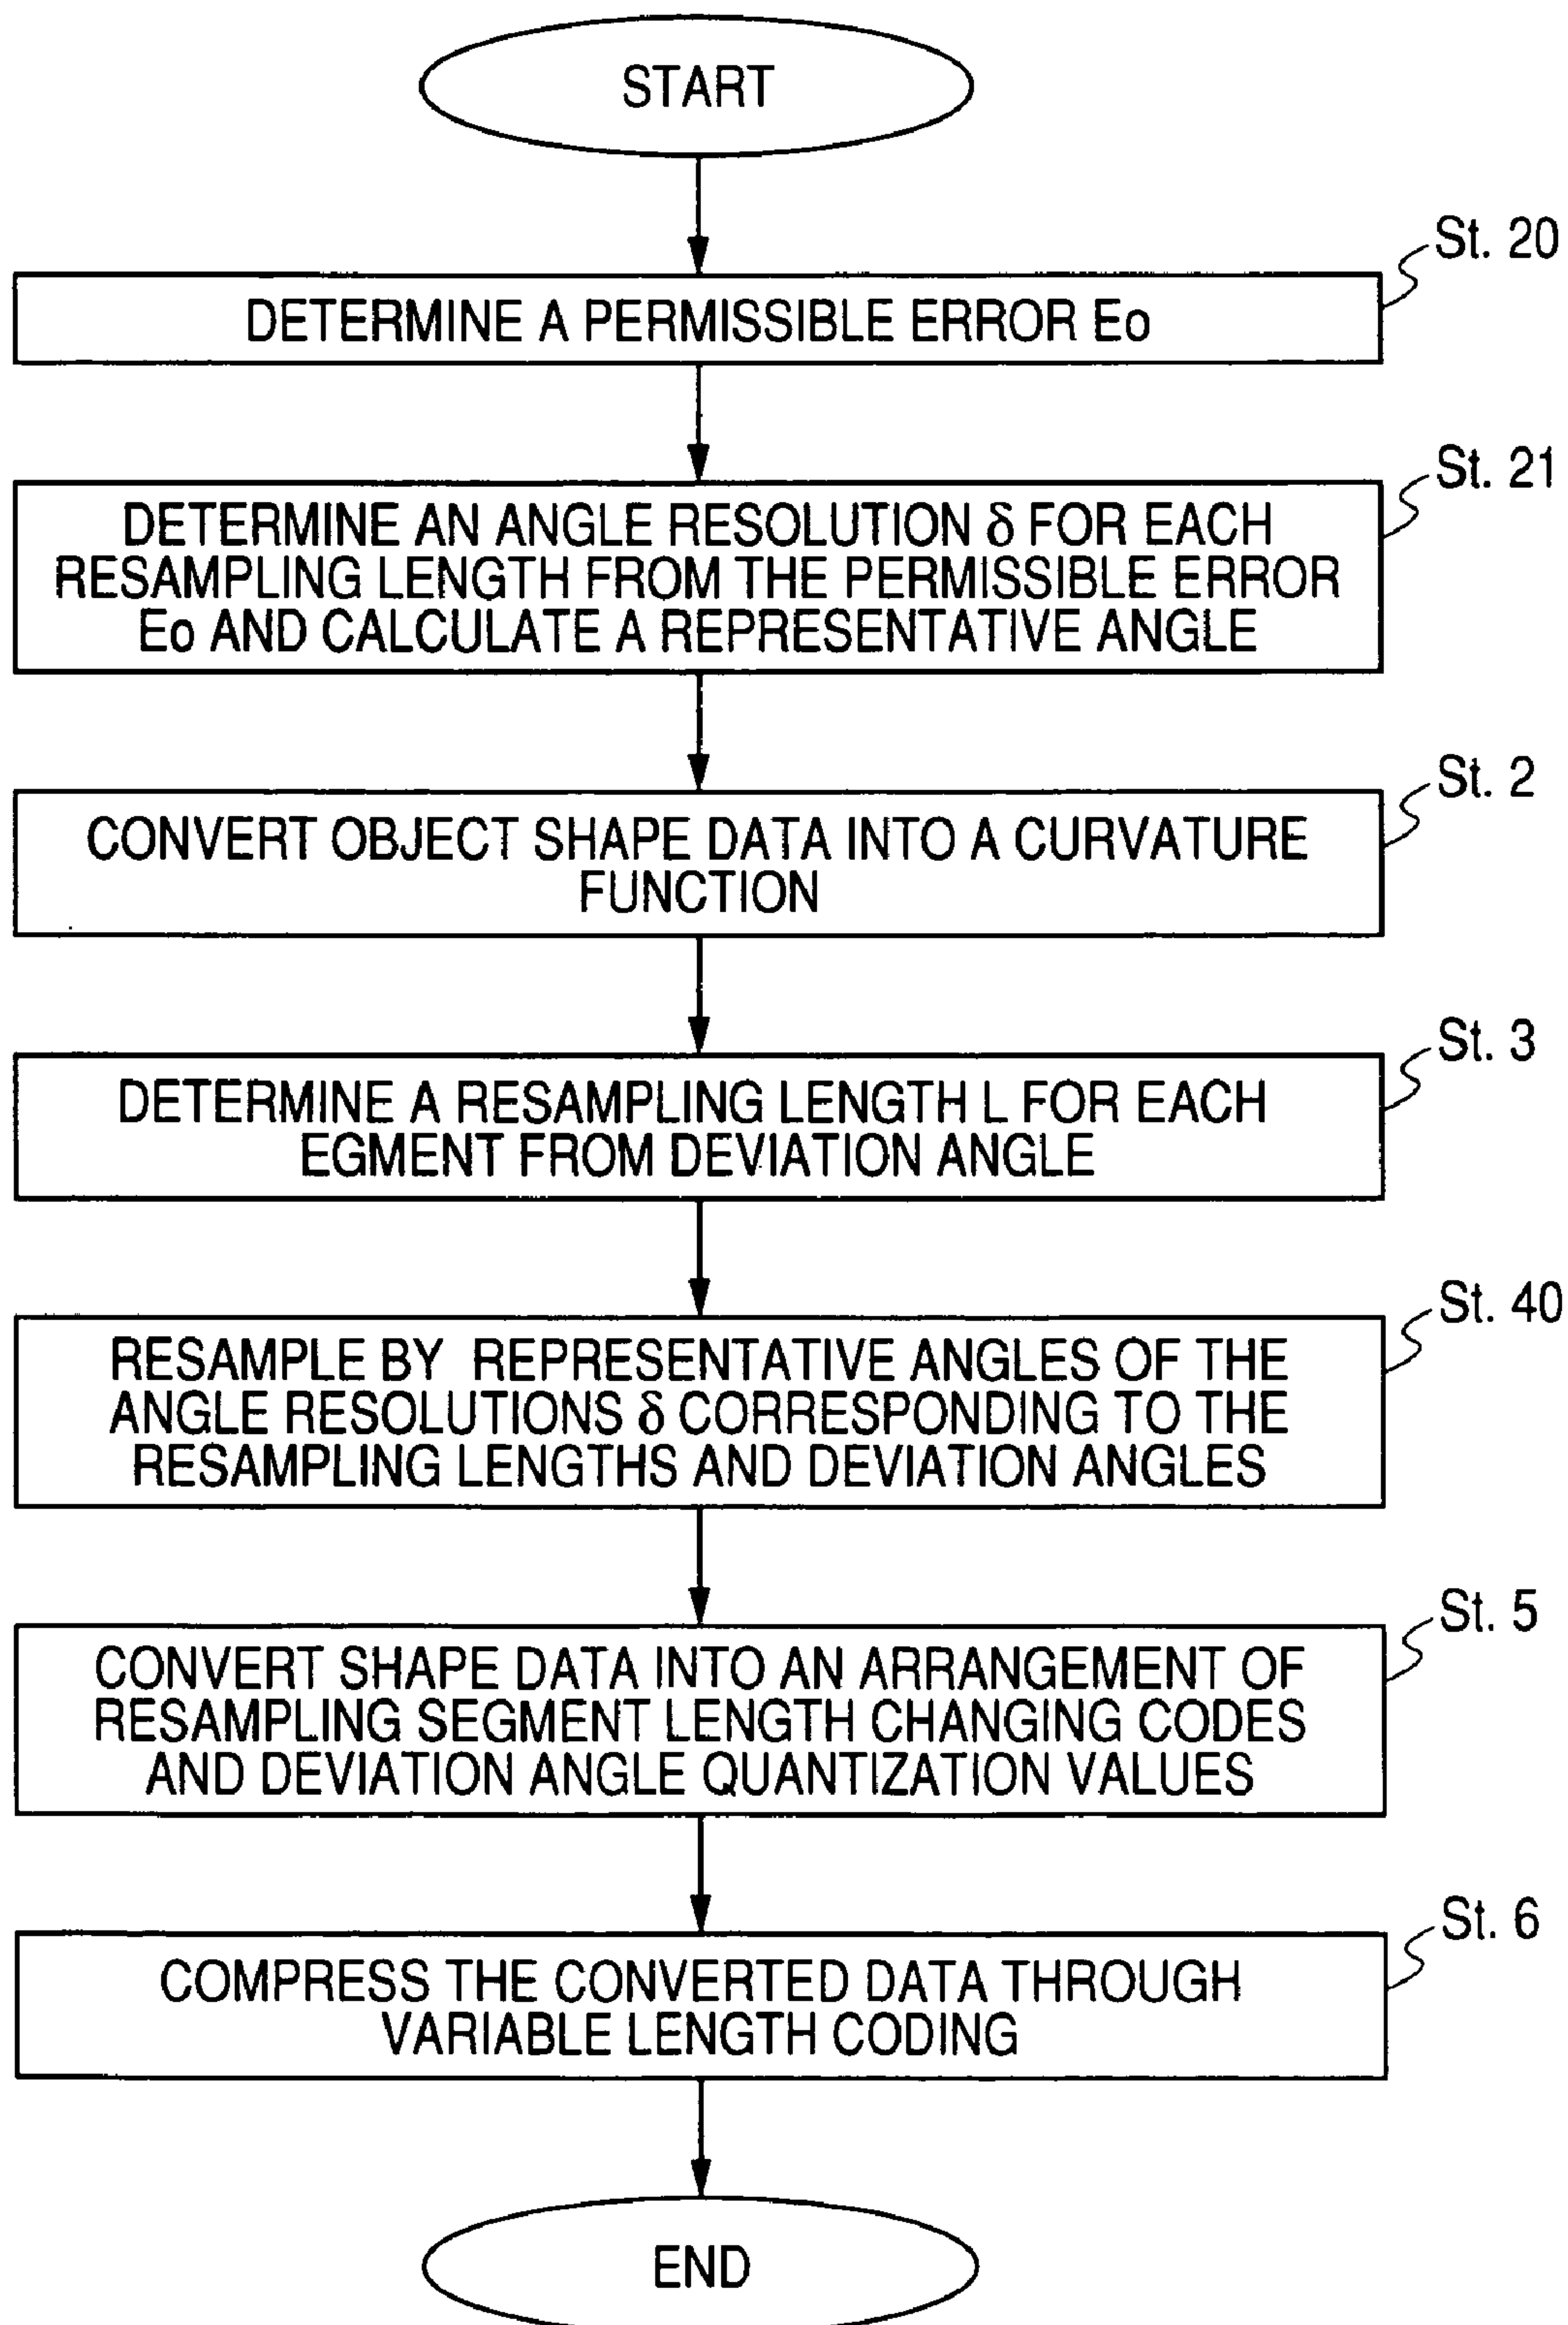 START
St. 20
DETERMINE A PERMISSIBLE ERROR Eo
St. 21
DETERMINE AN ANGLE RESOLUTION δ FOR EACH
RESAMPLING LENGTH FROM THE PERMISSIBLE ERROR
Eo AND CALCULATE A REPRESENTATIVE ANGLE
St. 2
CONVERT OBJECT SHAPE DATA INTO A CURVATURE
FUNCTION
St. 3
DETERMINE A RESAMPLING LENGTH L FOR EACH
EGMENT FROM DEVIATION ANGLE
St. 40
RESAMPLE BY REPRESENTATIVE ANGLES OF THE
ANGLE RESOLUTIONS δ CORRESPONDING TO THE
RESAMPLING LENGTHS AND DEVIATION ANGLES
St. 5
CONVERT SHAPE DATA INTO AN ARRANGEMENT OF
RESAMPLING SEGMENT LENGTH CHANGING CODES
AND DEVIATION ANGLE QUANTIZATION VALUES
St. 6
COMPRESS THE CONVERTED DATA THROUGH
VARIABLE LENGTH CODING
END